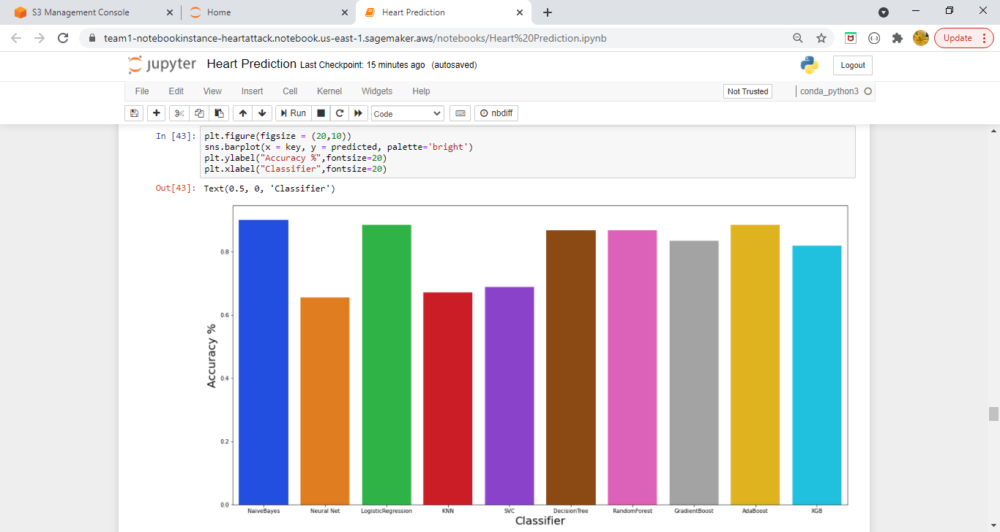 S3 Management Console
Home
Heart Prediction
team1-notebookinstance-heartattack.notebook.us-east-1.sagemaker.aws/notebooks/Heart%20Prediction.ipynb
Update
jupyter Heart Prediction Last Checkpoint: 15 minutes ago (autosaved)
Logout
File Edit View Insert Cell Kernel Widgets Help
Not Trusted
conda_python3
Run
Code
nbdiff
In [43]: plt.figure(figsize = (20,10))
sns.barplot(x = key, y = predicted, palette='bright')
plt.ylabel("Accuracy %",fontsize=20)
plt.xlabel("Classifier",fontsize=20)
Out[43]: Text(0.5, 0, 'Classifier')
Accuracy %
0.8
0.6
0.4
0.2
0.0
NaiveBayes Neural Net LogisticRegression KNN SVC DecisionTree RandomForest GradientBoost AdaBoost XGB
Classifier